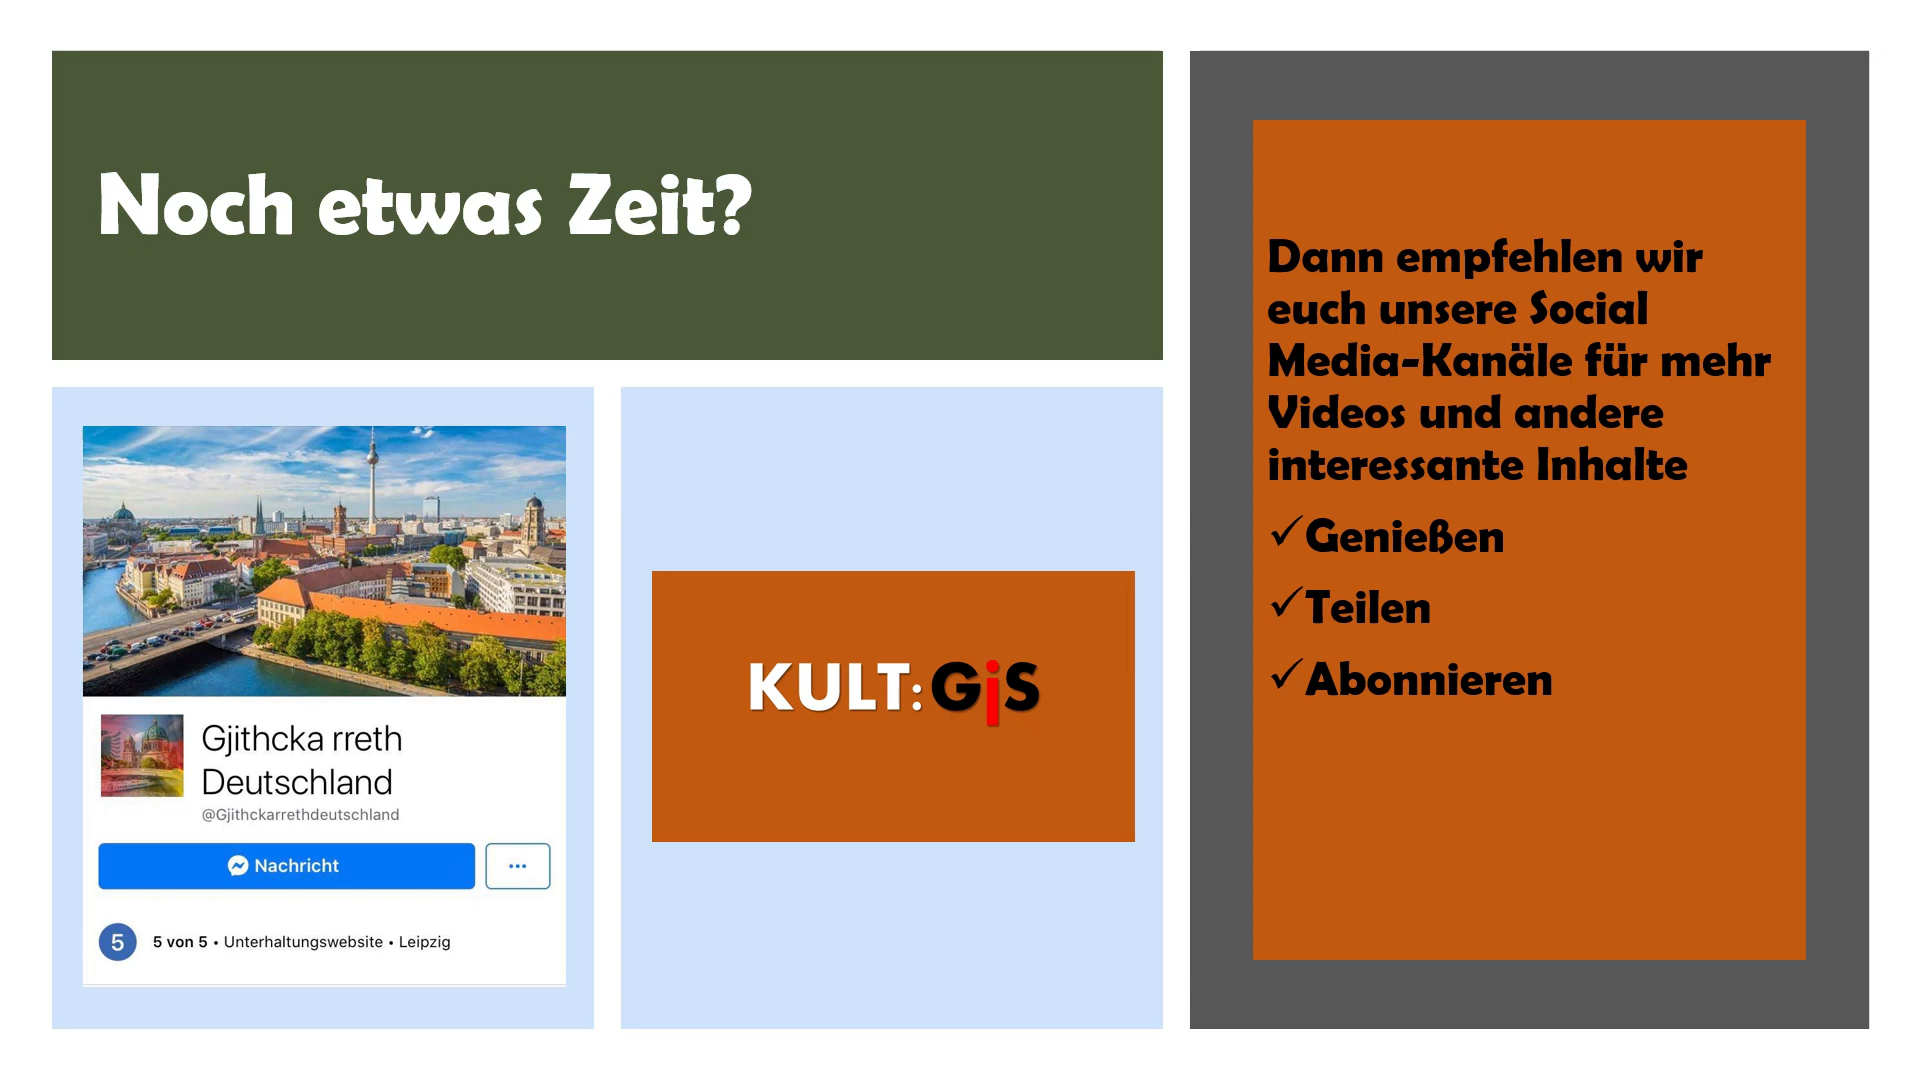 Noch etwas Zeit?
Gjithcka rreth
Deutschland
@Gjithckarrethdeutschland
Nachricht
5
5 von 5 • Unterhaltungswebsite • Leipzig
KULT:GiS
Dann empfehlen wir
euch unsere Social
Media-Kanäle für mehr
Videos und andere
interessante Inhalte
✓Genießen
✓Teilen
✓Abonnieren